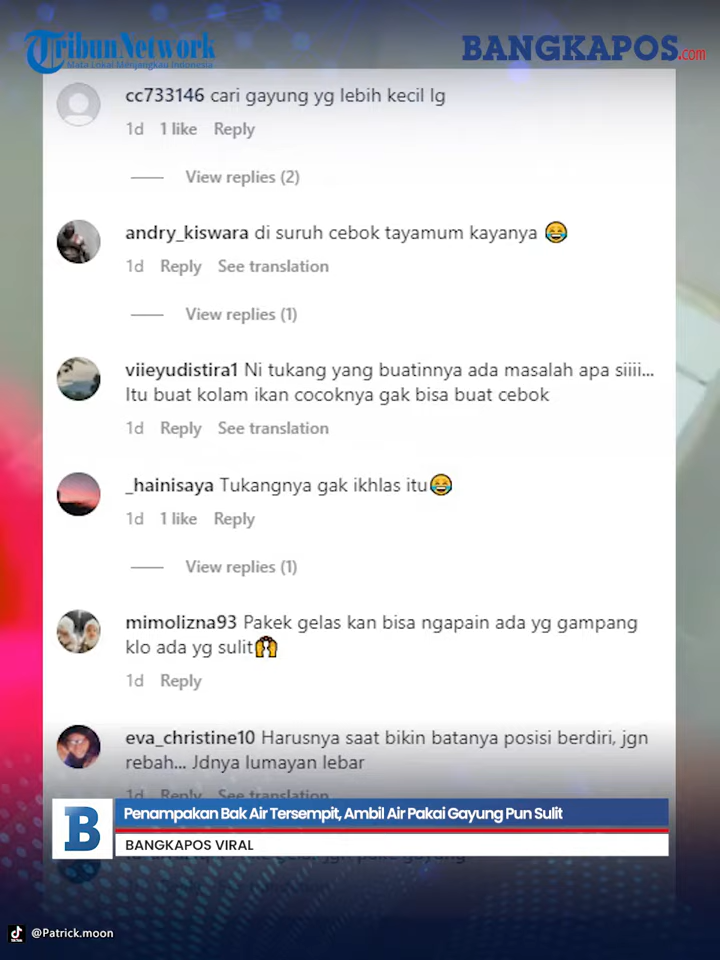 TribunNetwork
Mata Lokal Menjangkau Indonesia
BANGKAPOS.com
cc733146 cari gayung yg lebih kecil lg
1d 1 like Reply
View replies (2)
andry_kiswara di suruh cebok tayamum kayanya 😂
1d Reply See translation
View replies (1)
viieyudistira1 Ni tukang yang buatinnya ada masalah apa siiii...
Itu buat kolam ikan cocoknya gak bisa buat cebok
1d Reply See translation
_hainisaya Tukangnya gak ikhlas itu😂
1d 1 like Reply
View replies (1)
mimolizna93 Pakek gelas kan bisa ngapain ada yg gampang
klo ada yg sulit🙌
1d Reply
eva_christine10 Harusnya saat bikin batanya posisi berdiri, jgn
rebah... Jdnya lumayan lebar
1d Reply See translation
B
Penampakan Bak Air Tersempit, Ambil Air Pakai Gayung Pun Sulit
BANGKAPOS VIRAL
TikTok
@Patrick.moon